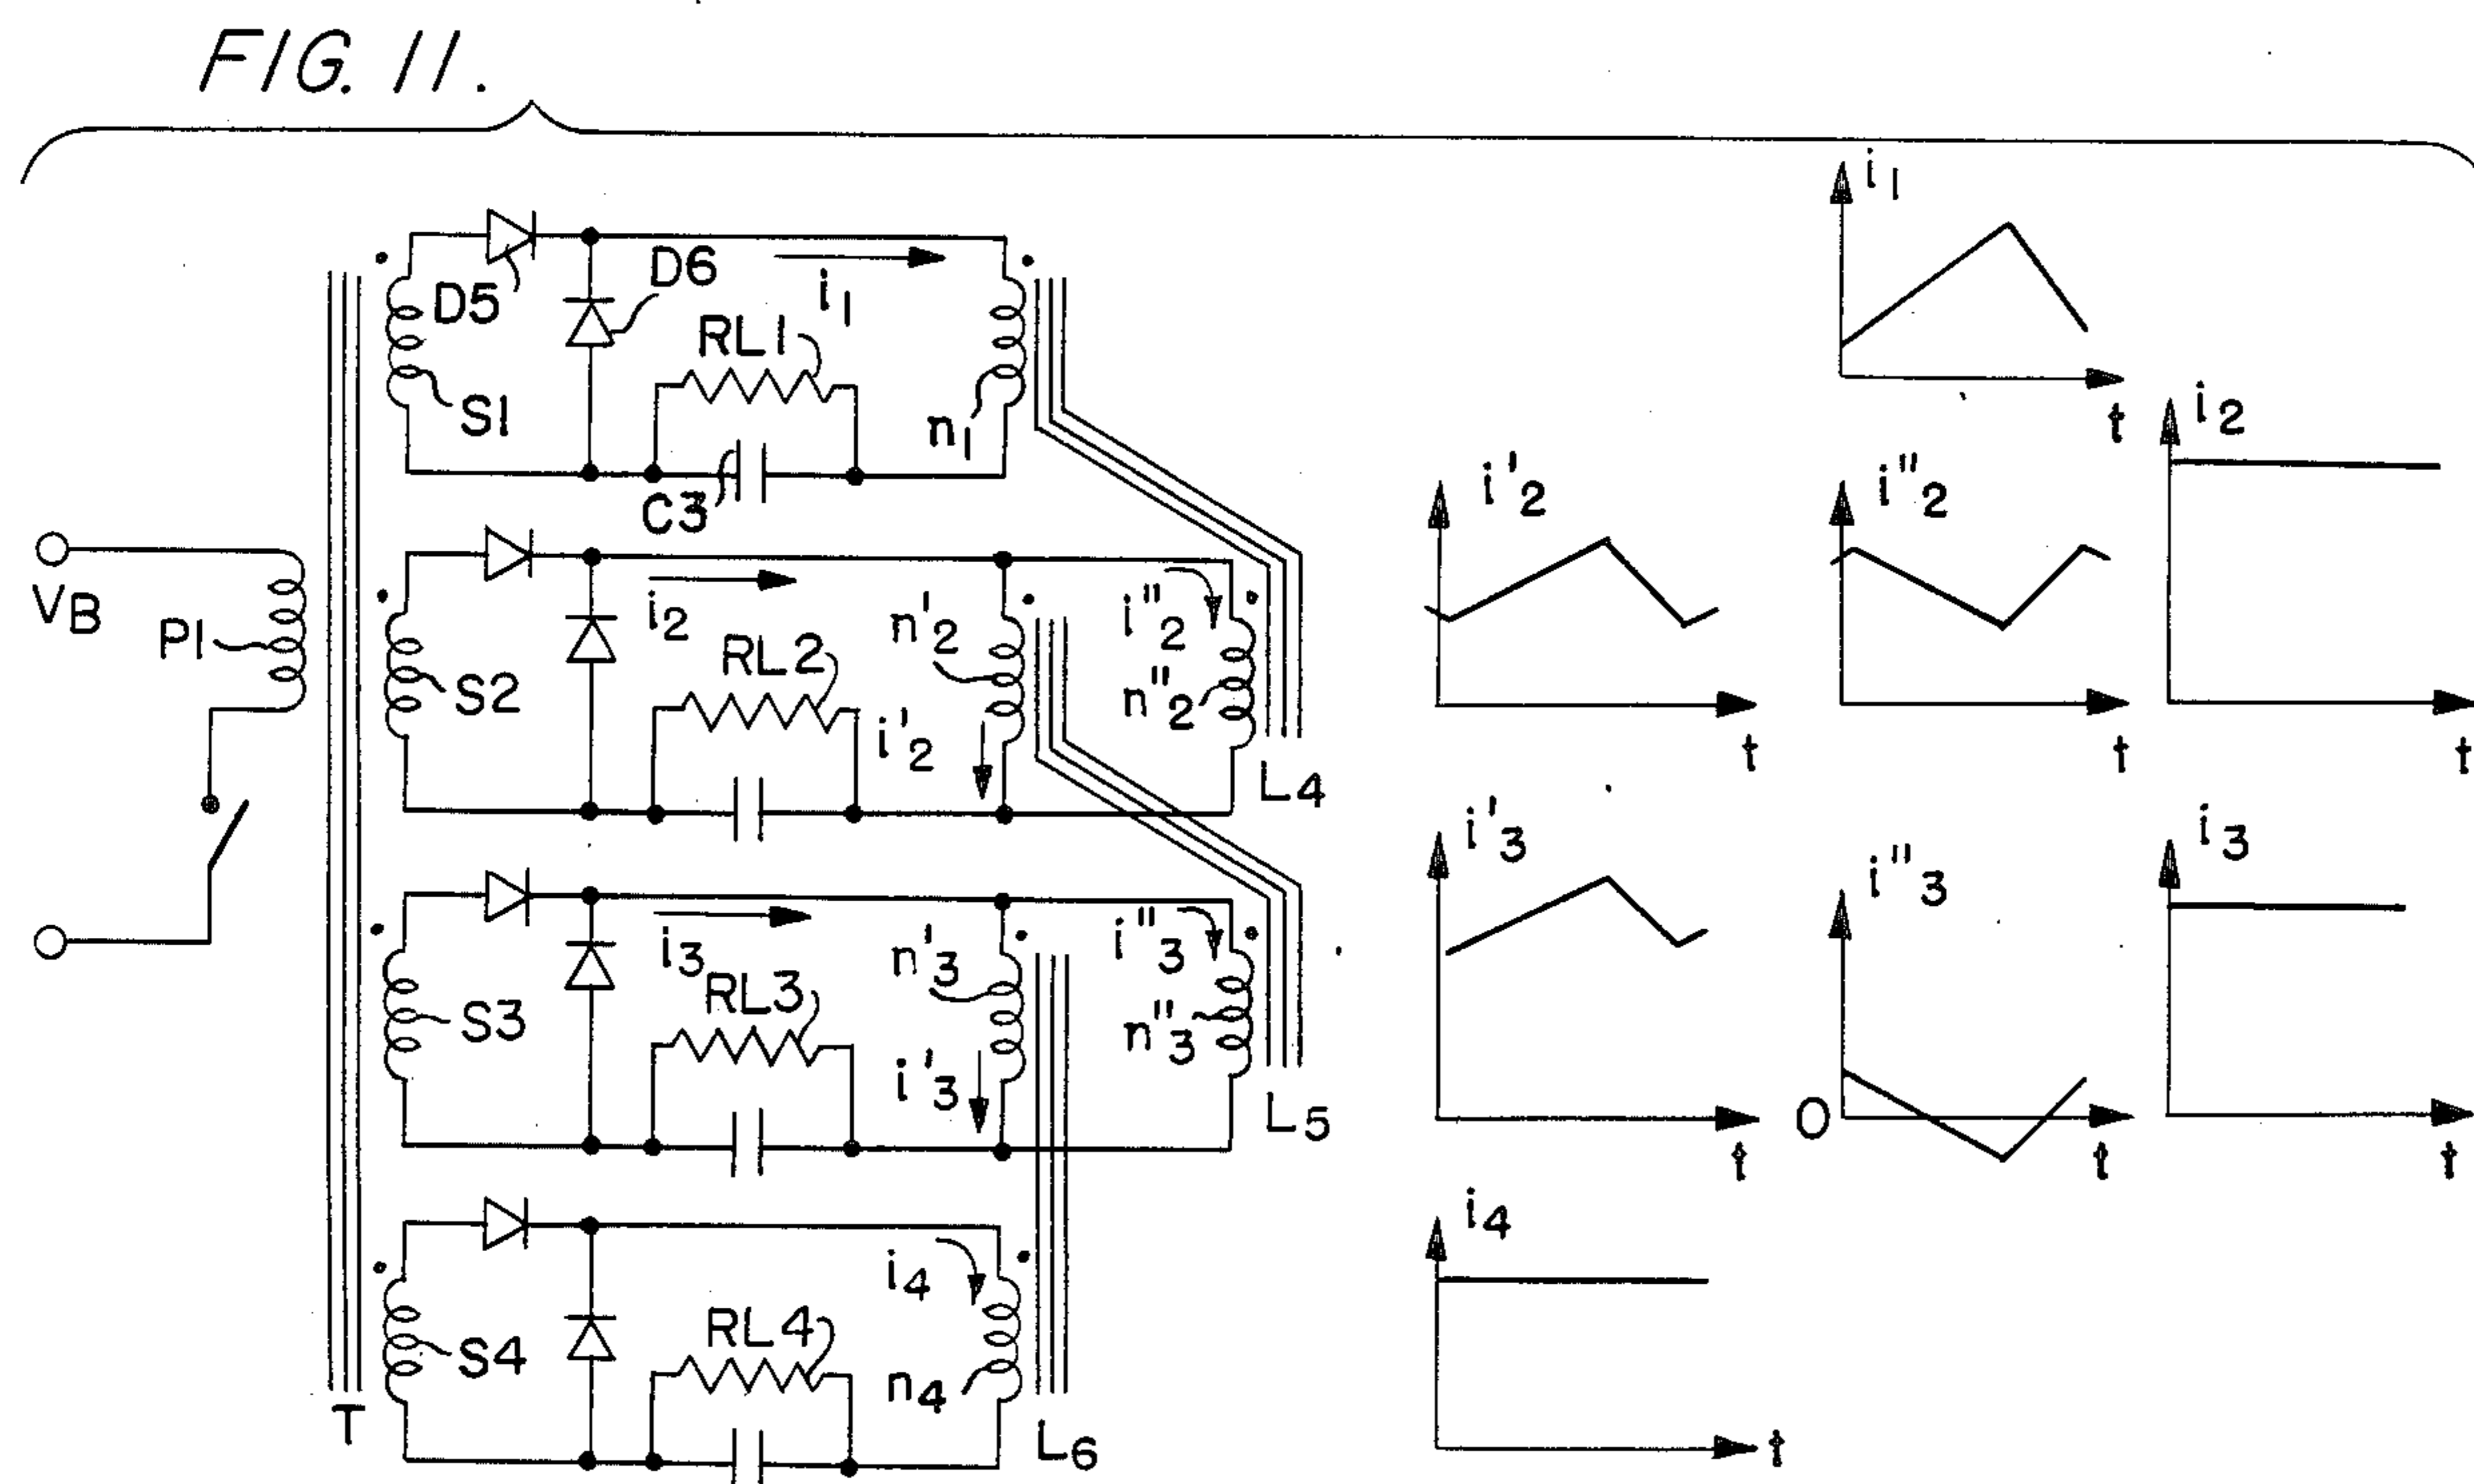 FIG. 11.
D5
D6
i1
RL1
S1
n1
C3
VB
P1
i2
n'2
i"2
S2
RL2
n"2
i'2
L4
i3
n'3
i"3
S3
RL3
n"3
i'3
L5
i4
S4
RL4
n4
T
L6
i1
t
i'2
t
i"2
t
i2
t
i'3
t
i"3
O
t
i3
t
i4
t